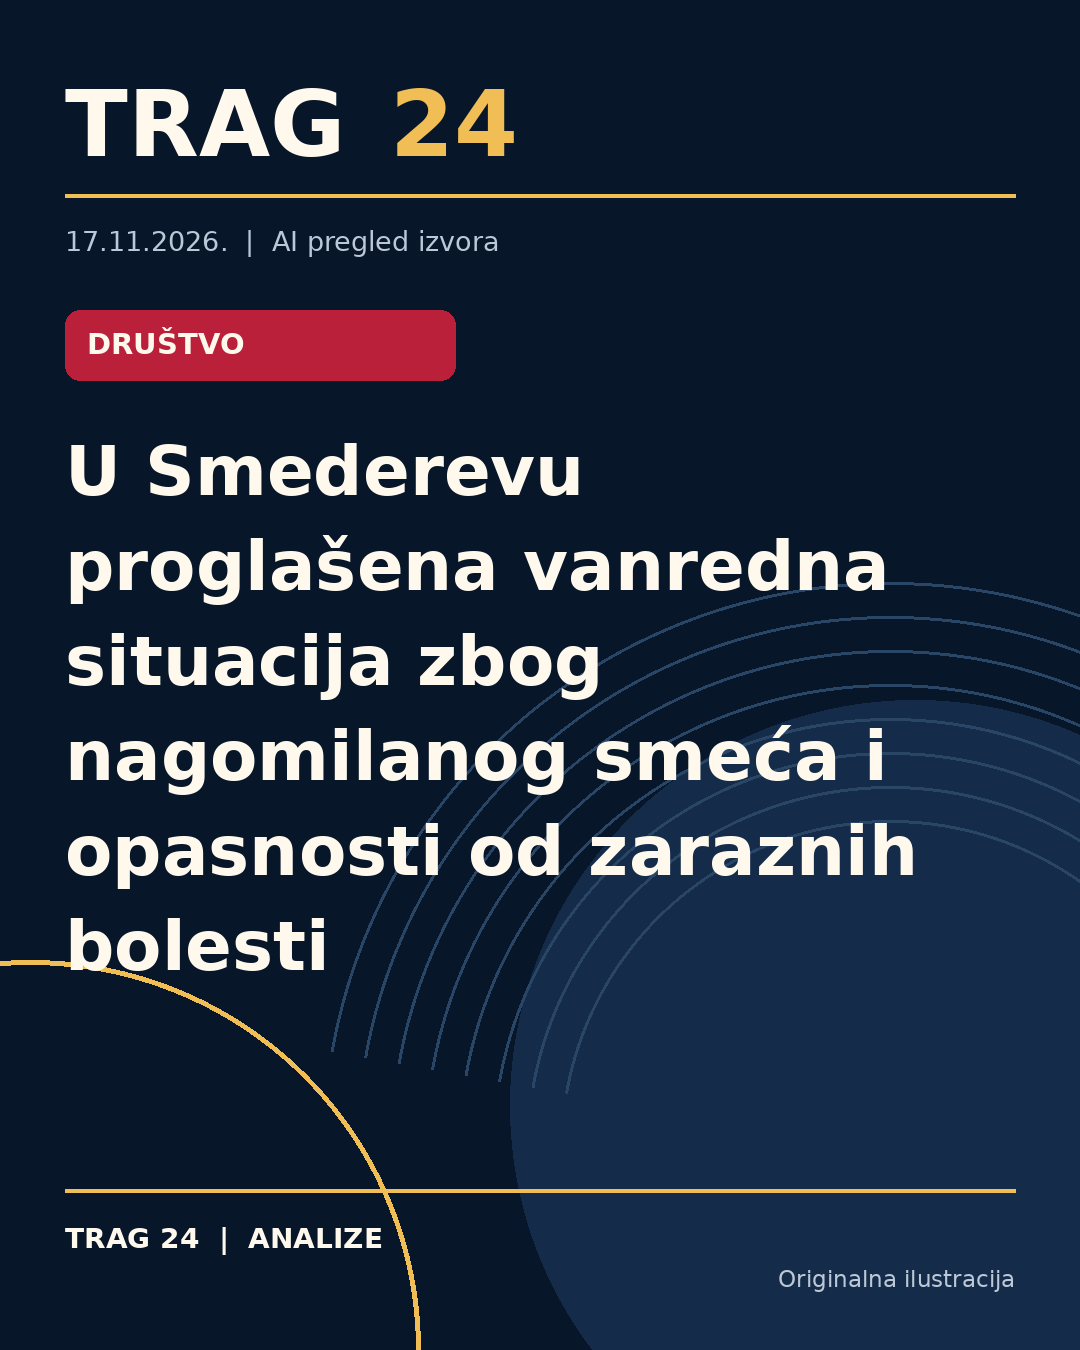 TRAG 24
17.11.2026. | AI pregled izvora
DRUŠTVO
U Smederevu
proglašena vanredna
situacija zbog
nagomilanog smeća i
opasnosti od zaraznih
bolesti
TRAG 24 | ANALIZE
Originalna ilustracija